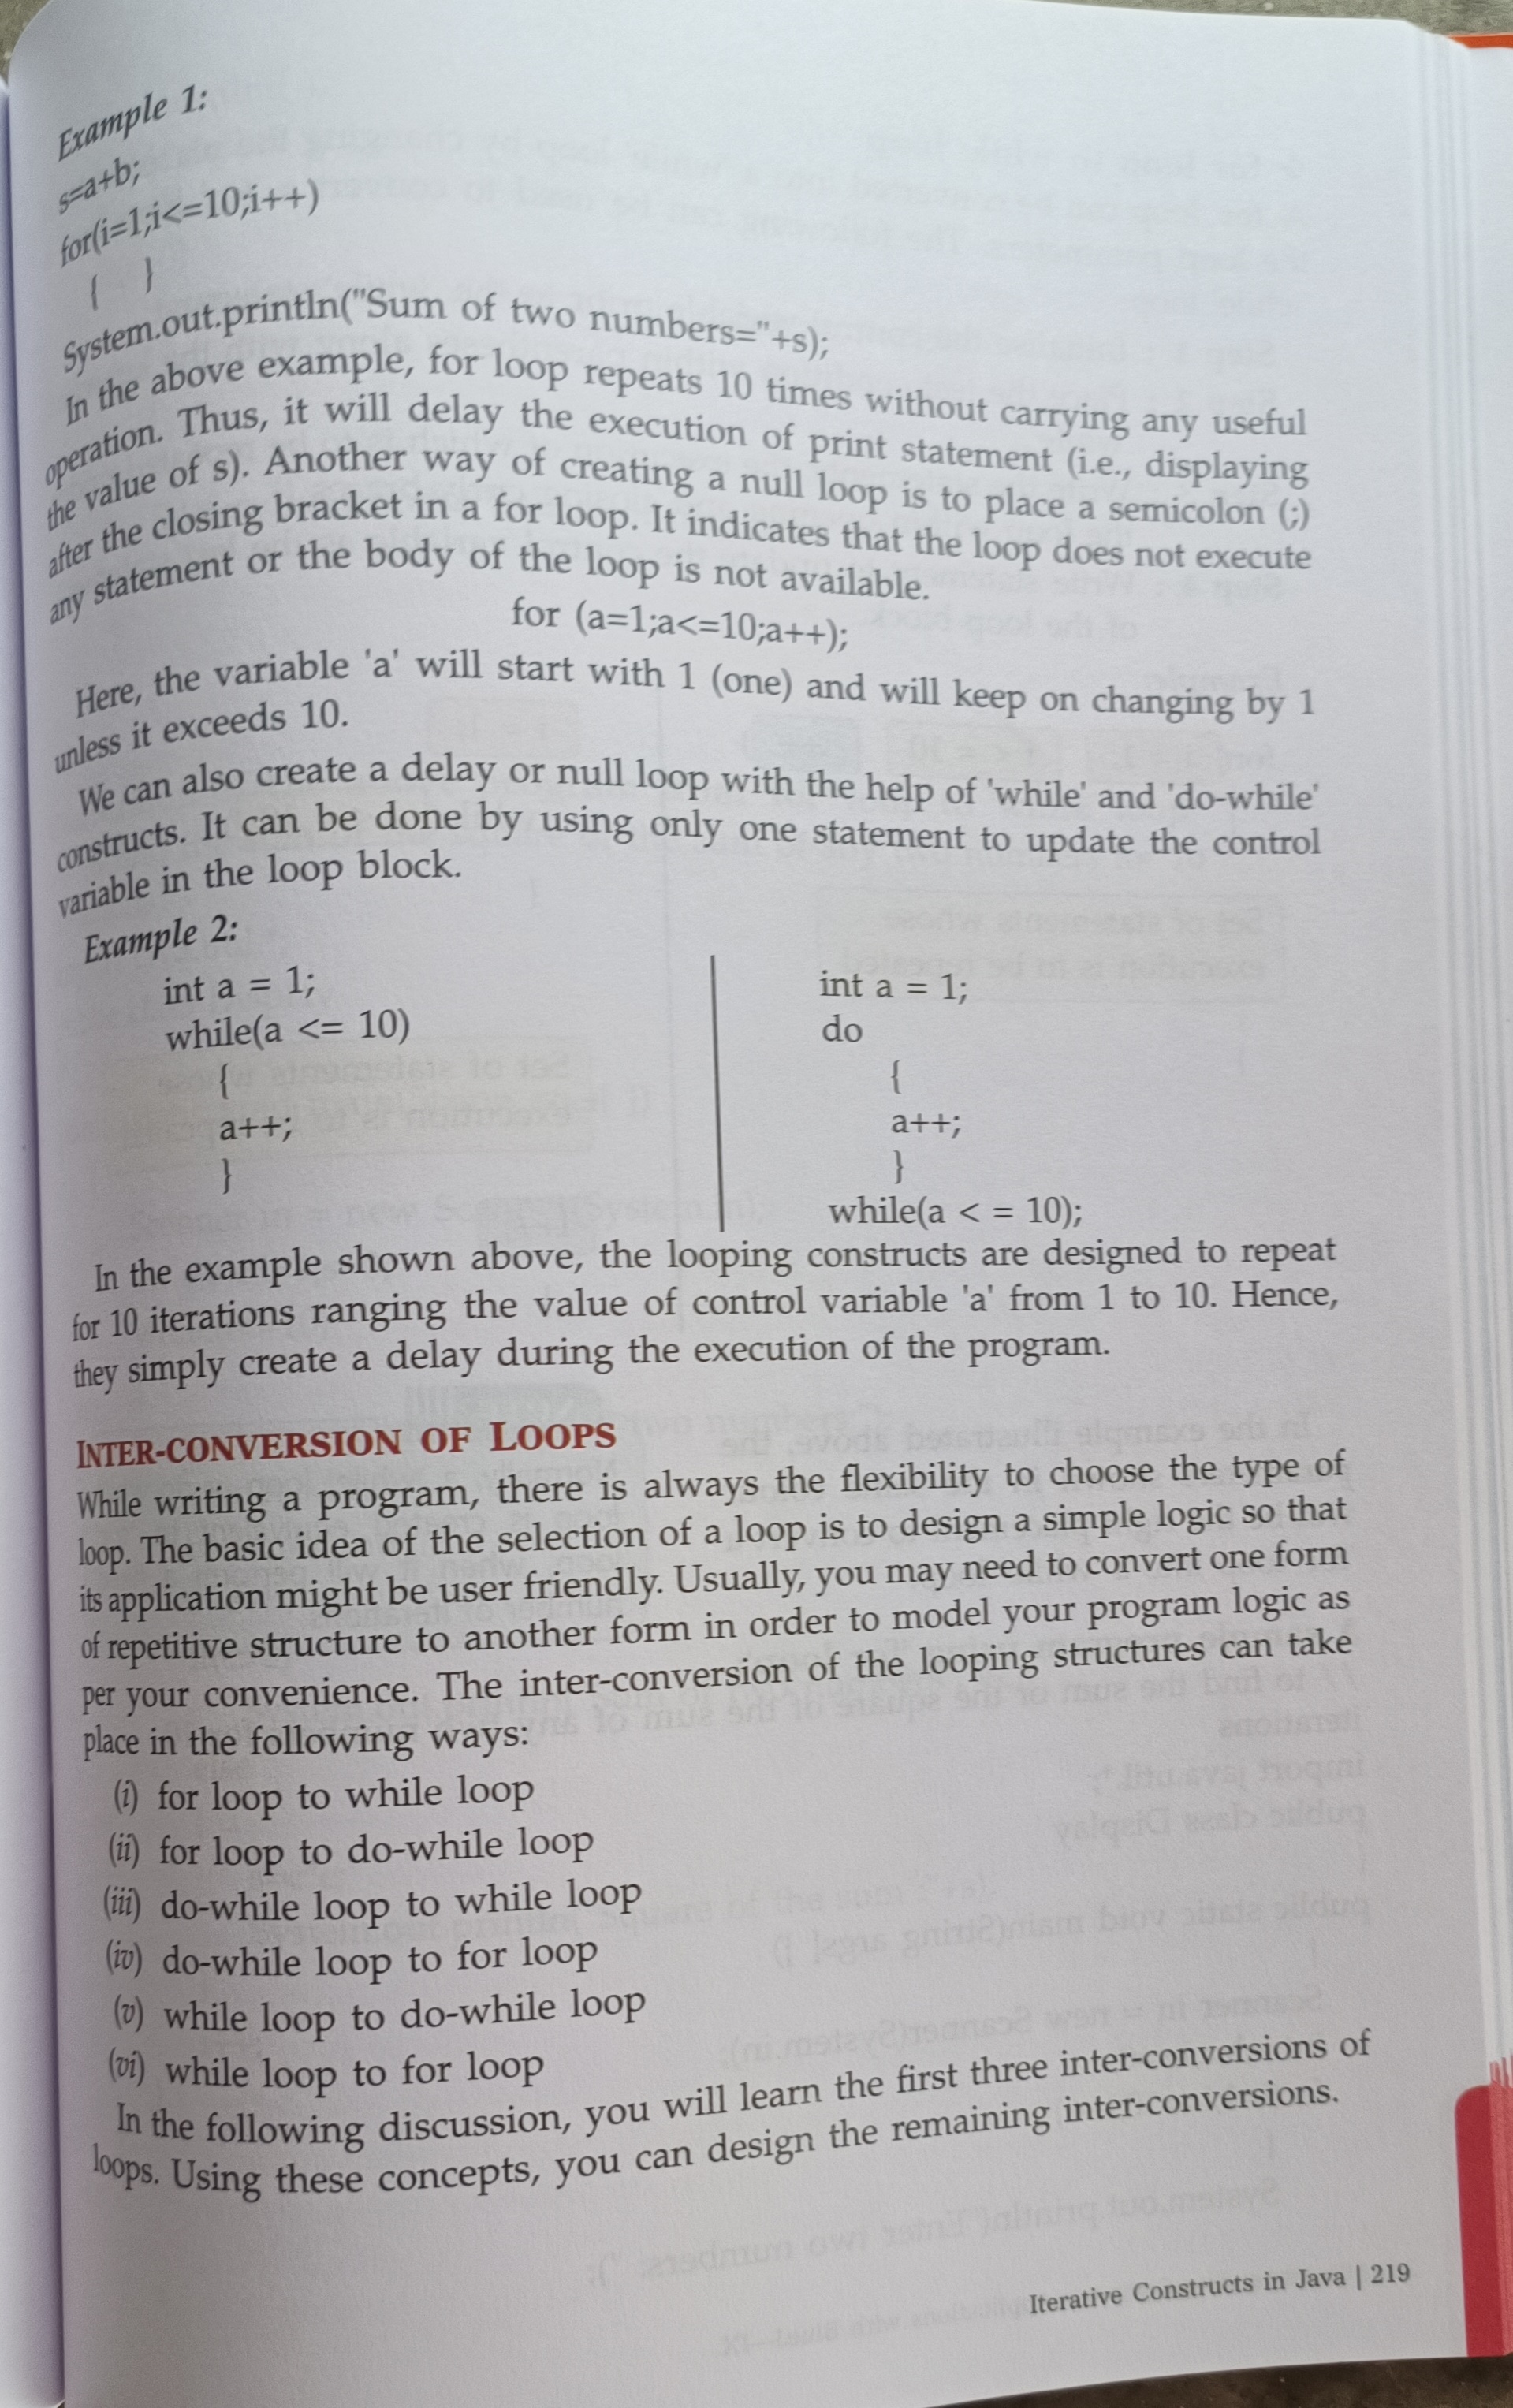 Example 1:
s=a+b;
for(i=1;i<=10;i++)
{ }
System.out.println("Sum of two numbers="+s);
In the above example, for loop repeats 10 times without carrying any useful
operation. Thus, it will delay the execution of print statement (i.e., displaying
the value of s). Another way of creating a null loop is to place a semicolon (;)
after the closing bracket in a for loop. It indicates that the loop does not execute
any statement or the body of the loop is not available.
for (a=1;a<=10;a++);
Here, the variable 'a' will start with 1 (one) and will keep on changing by 1
unless it exceeds 10.
We can also create a delay or null loop with the help of 'while' and 'do-while'
constructs. It can be done by using only one statement to update the control
variable in the loop block.
Example 2:
int a = 1;
while(a <= 10)
{
a++;
}
int a = 1;
do
{
a++;
}
while(a < = 10);
In the example shown above, the looping constructs are designed to repeat
for 10 iterations ranging the value of control variable 'a' from 1 to 10. Hence,
they simply create a delay during the execution of the program.
INTER-CONVERSION OF LOOPS
While writing a program, there is always the flexibility to choose the type of
loop. The basic idea of the selection of a loop is to design a simple logic so that
its application might be user friendly. Usually, you may need to convert one form
of repetitive structure to another form in order to model your program logic as
per your convenience. The inter-conversion of the looping structures can take
place in the following ways:
(i) for loop to while loop
(ii) for loop to do-while loop
(iii) do-while loop to while loop
(iv) do-while loop to for loop
(v) while loop to do-while loop
(vi) while loop to for loop
In the following discussion, you will learn the first three inter-conversions of
loops. Using these concepts, you can design the remaining inter-conversions.
Iterative Constructs in Java | 219